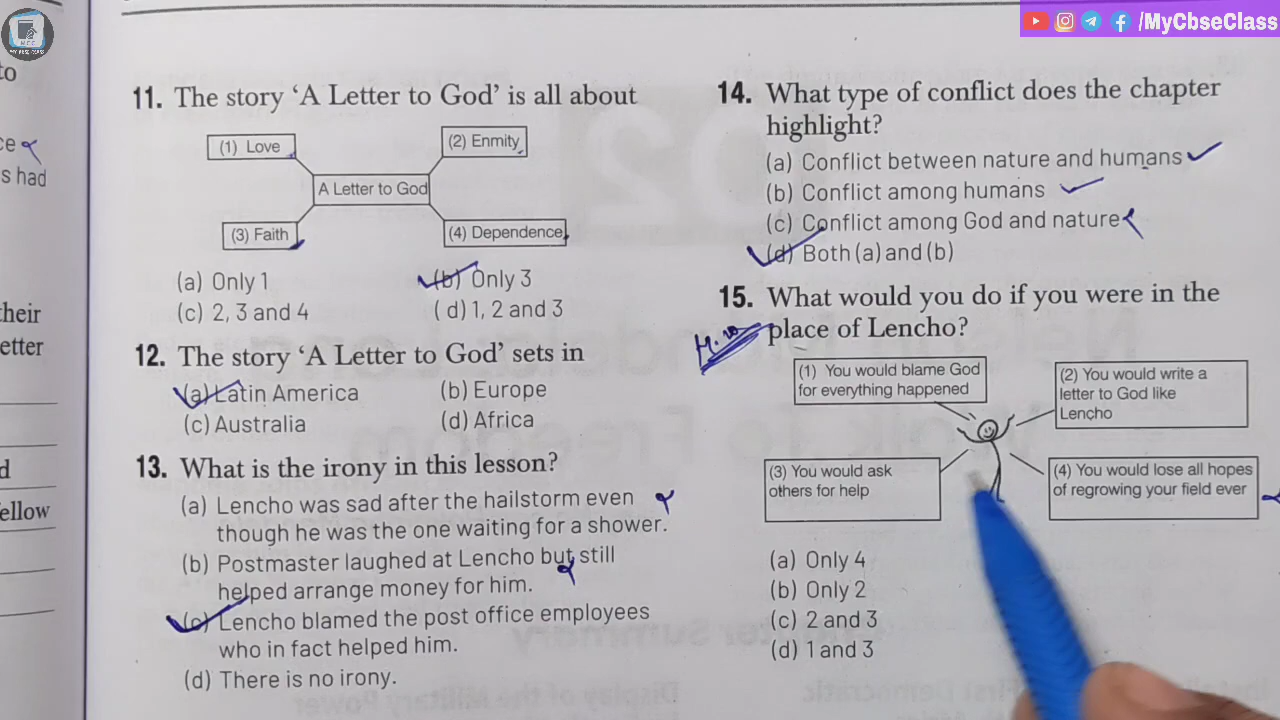 /MyCbseClass
MY CBSE CLASS
to
ce
s had
their
etter
d
fellow
11. The story ‘A Letter to God’ is all about
(1) Love
(2) Enmity
A Letter to God
(3) Faith
(4) Dependence
(a) Only 1
(b) Only 3
(c) 2, 3 and 4
(d) 1, 2 and 3
12. The story ‘A Letter to God’ sets in
(a) Latin America
(b) Europe
(c) Australia
(d) Africa
13. What is the irony in this lesson?
(a) Lencho was sad after the hailstorm even
though he was the one waiting for a shower.
(b) Postmaster laughed at Lencho but still
helped arrange money for him.
(c) Lencho blamed the post office employees
who in fact helped him.
(d) There is no irony.
14. What type of conflict does the chapter
highlight?
(a) Conflict between nature and humans
(b) Conflict among humans
(c) Conflict among God and nature
(d) Both (a) and (b)
15. What would you do if you were in the
place of Lencho?
(1) You would blame God
for everything happened
(2) You would write a
letter to God like
Lencho
(3) You would ask
others for help
(4) You would lose all hopes
of regrowing your field ever
(a) Only 4
(b) Only 2
(c) 2 and 3
(d) 1 and 3